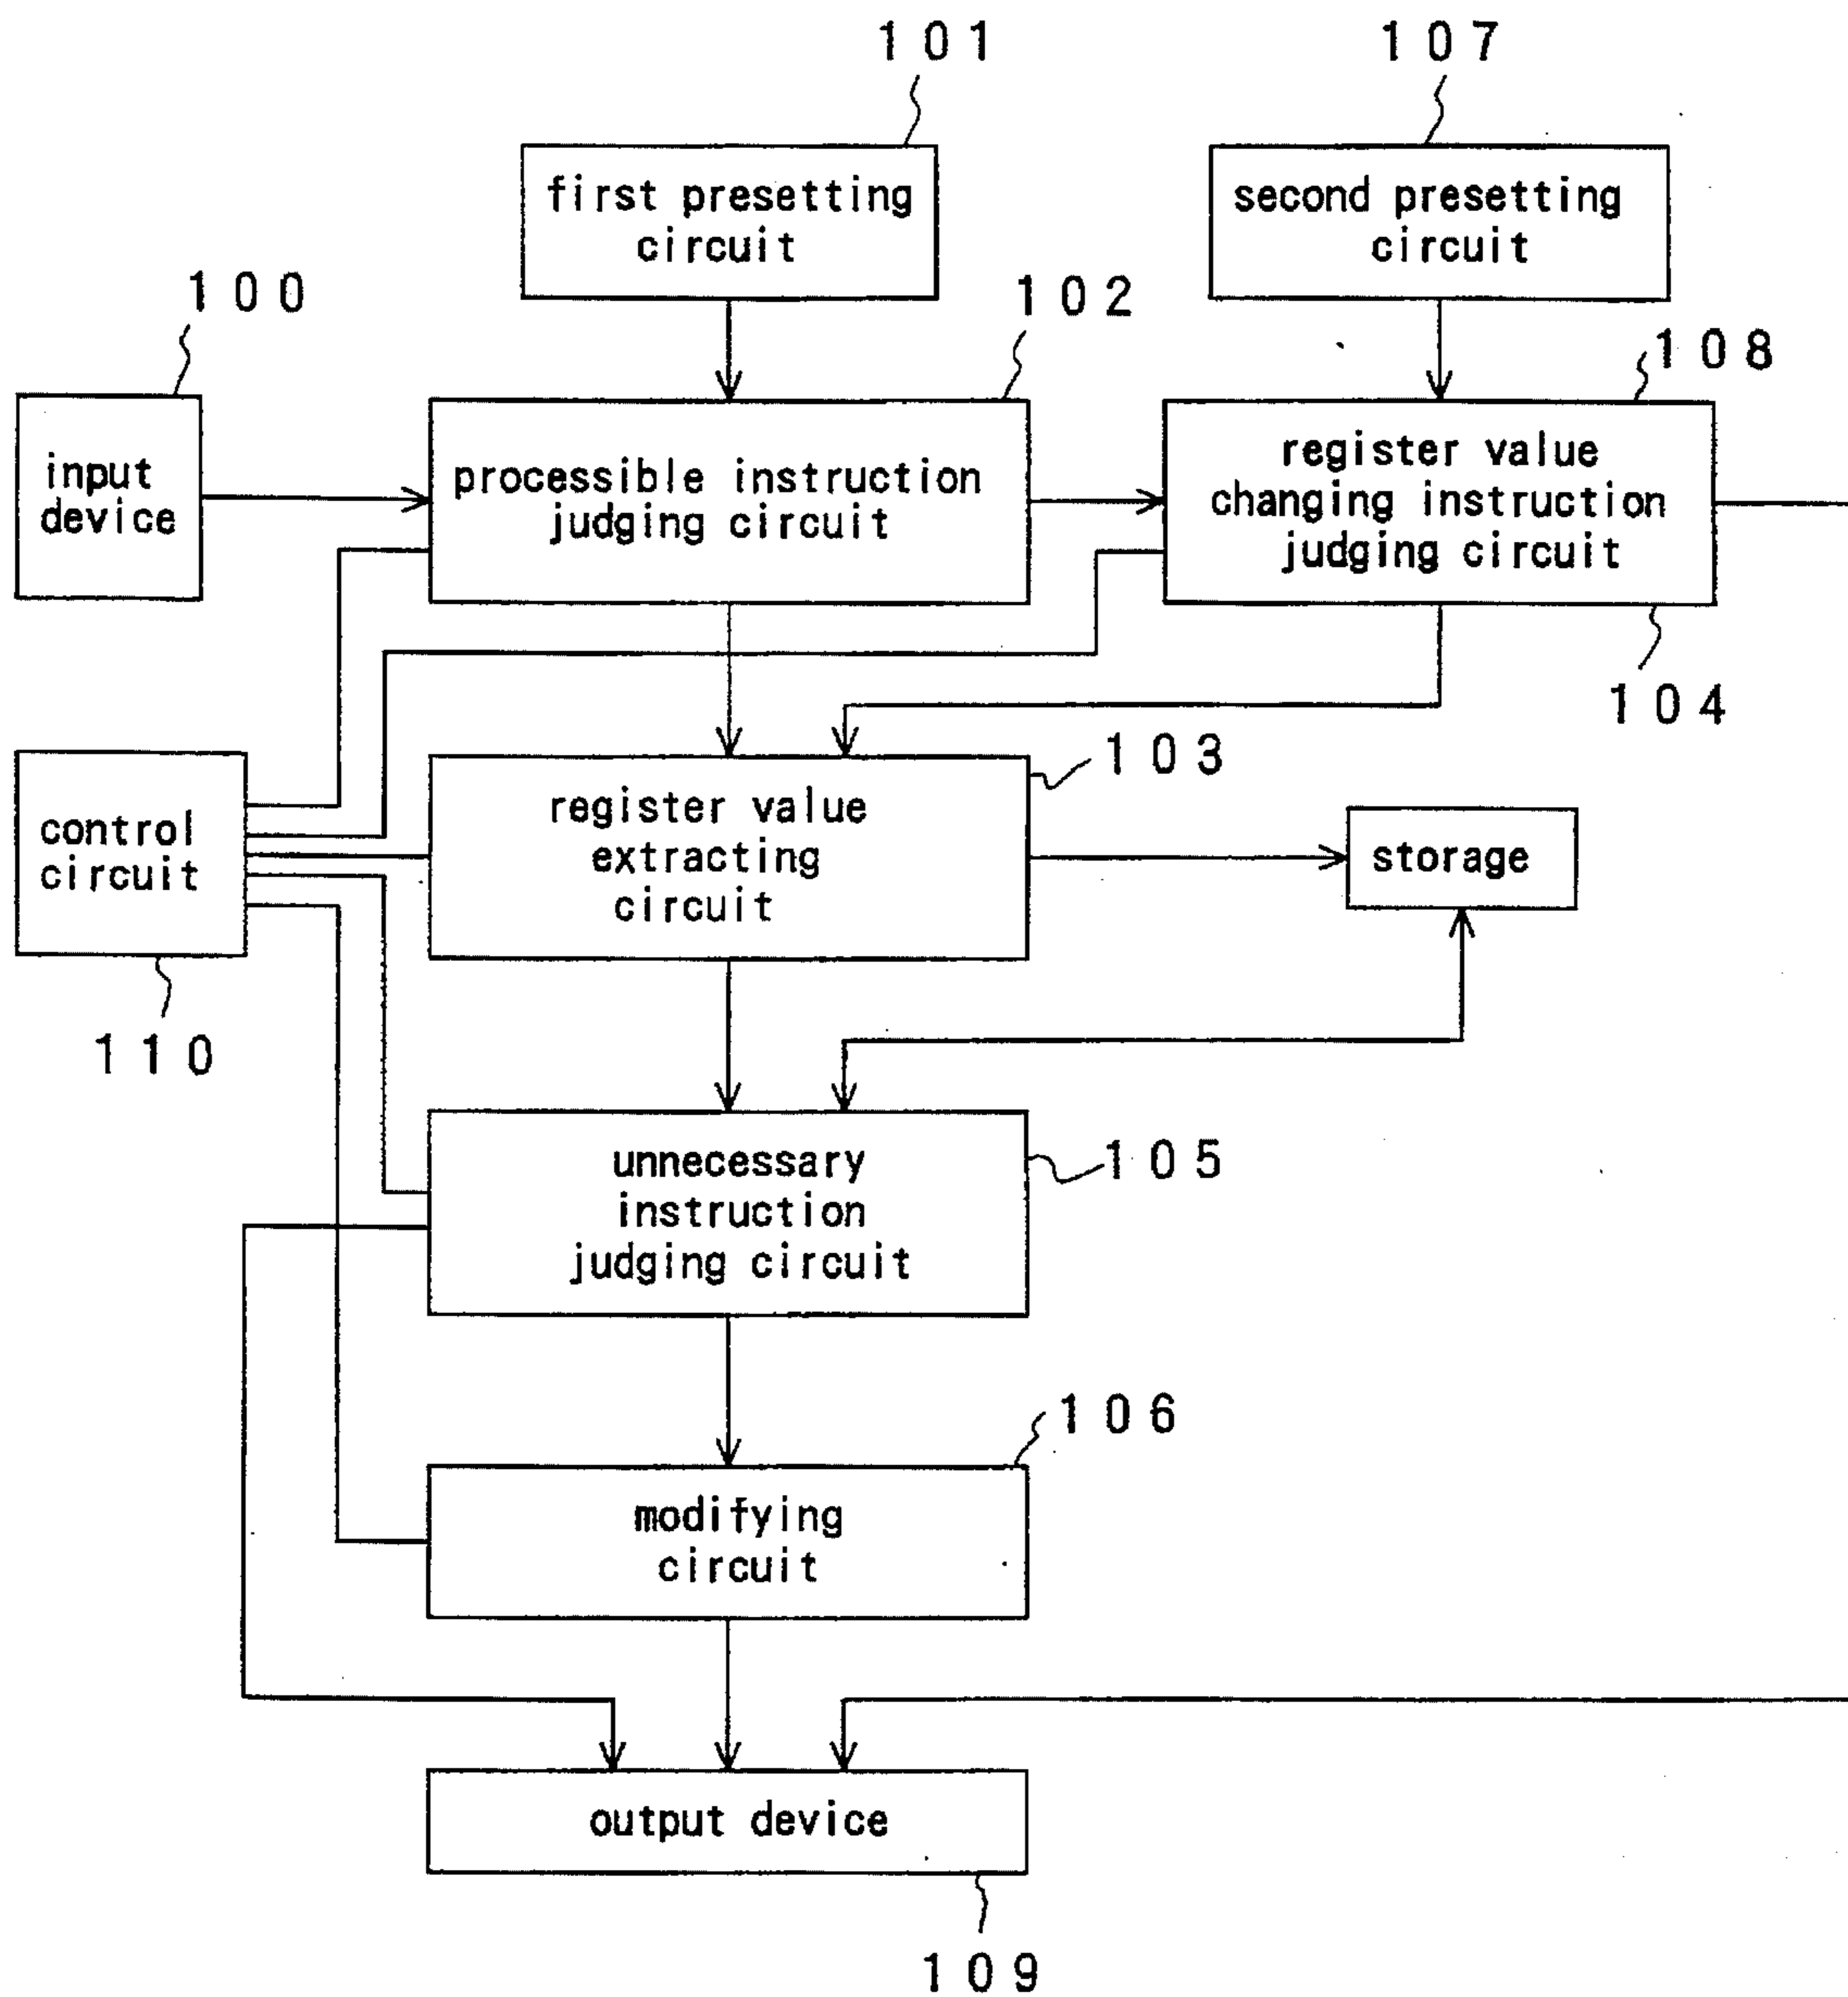 101
107
first presetting
circuit
second presetting
circuit
100
102
108
input
device
processible instruction
judging circuit
register value
changing instruction
judging circuit
104
103
control
circuit
register value
extracting
circuit
storage
110
unnecessary
instruction
judging circuit
105
106
modifying
circuit
output device
109